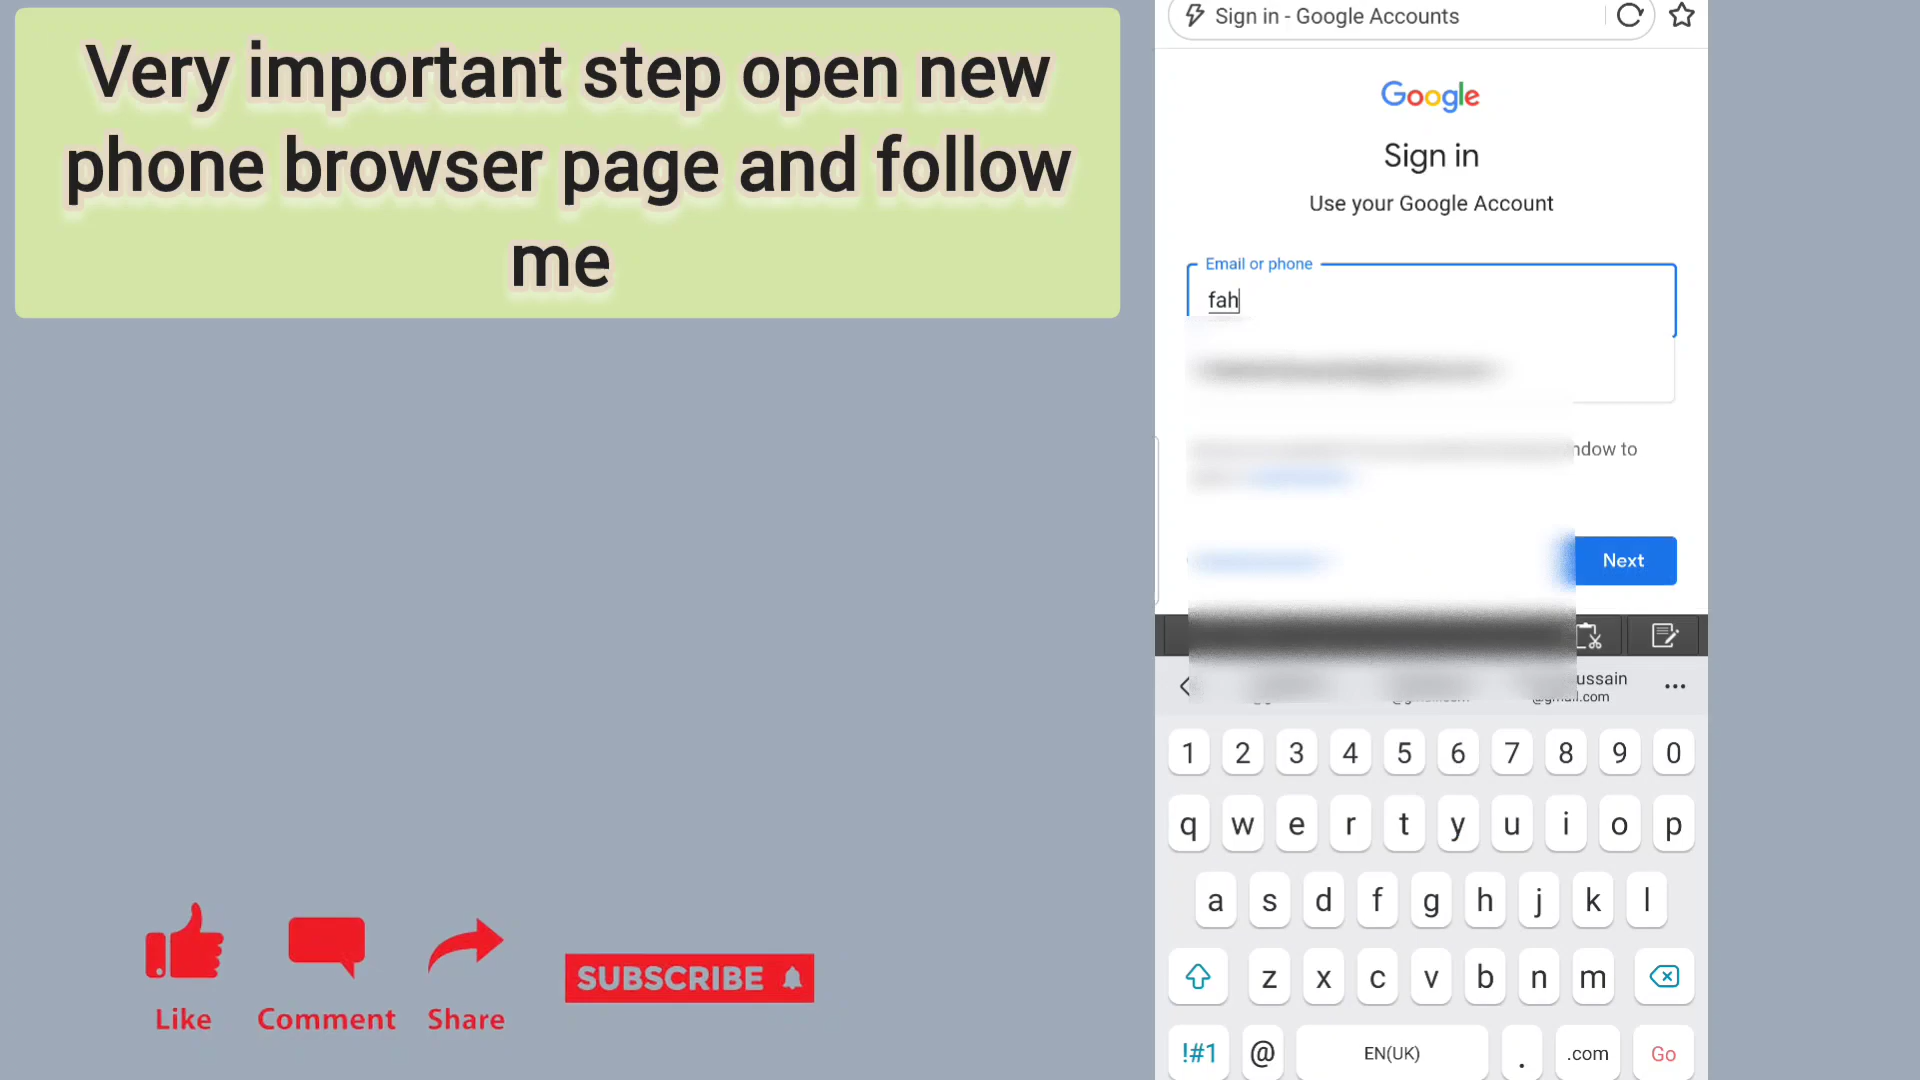 Very important step open new
phone browser page and follow
me
Like
Comment
Share
SUBSCRIBE
Sign in - Google Accounts
Google
Sign in
Use your Google Account
Email or phone
fah
ndow to
Next
ussain
@gmail.com
1 2 3 4 5 6 7 8 9 0
q w e r t y u i o p
a s d f g h j k l
z x c v b n m
!#1 @ EN(UK) . .com Go